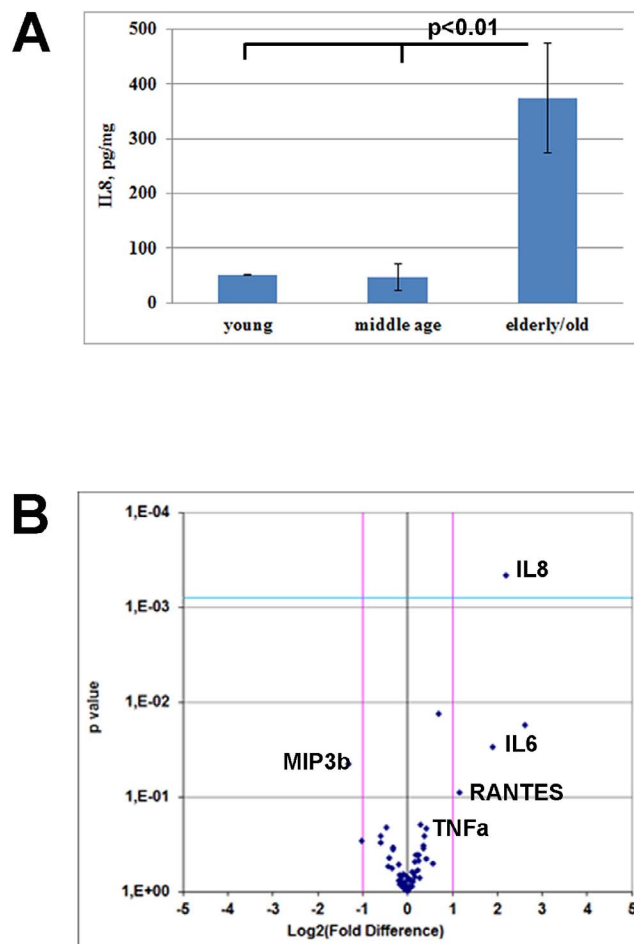 A
p<0.01
500
400
300
200
100
0
IL8, pg/mg
young middle age elderly/old
B
1,E-04
1,E-03
1,E-02
1,E-01
1,E+00
p value
IL8
IL6
MIP3b
RANTES
TNFa
-5 -4 -3 -2 -1 0 1 2 3 4 5
Log2(Fold Difference)